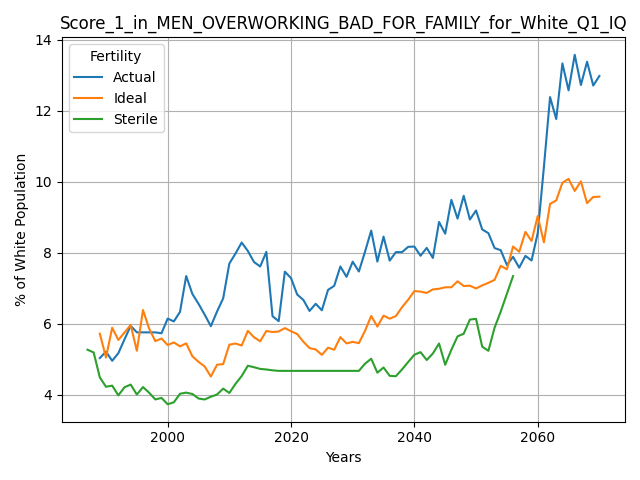 Score_1_in_MEN_OVERWORKING_BAD_FOR_FAMILY_for_White_Q1_IQ
14
12
10
8
6
4
% of White Population
Fertility
Actual
Ideal
Sterile
2000
2020
2040
2060
Years